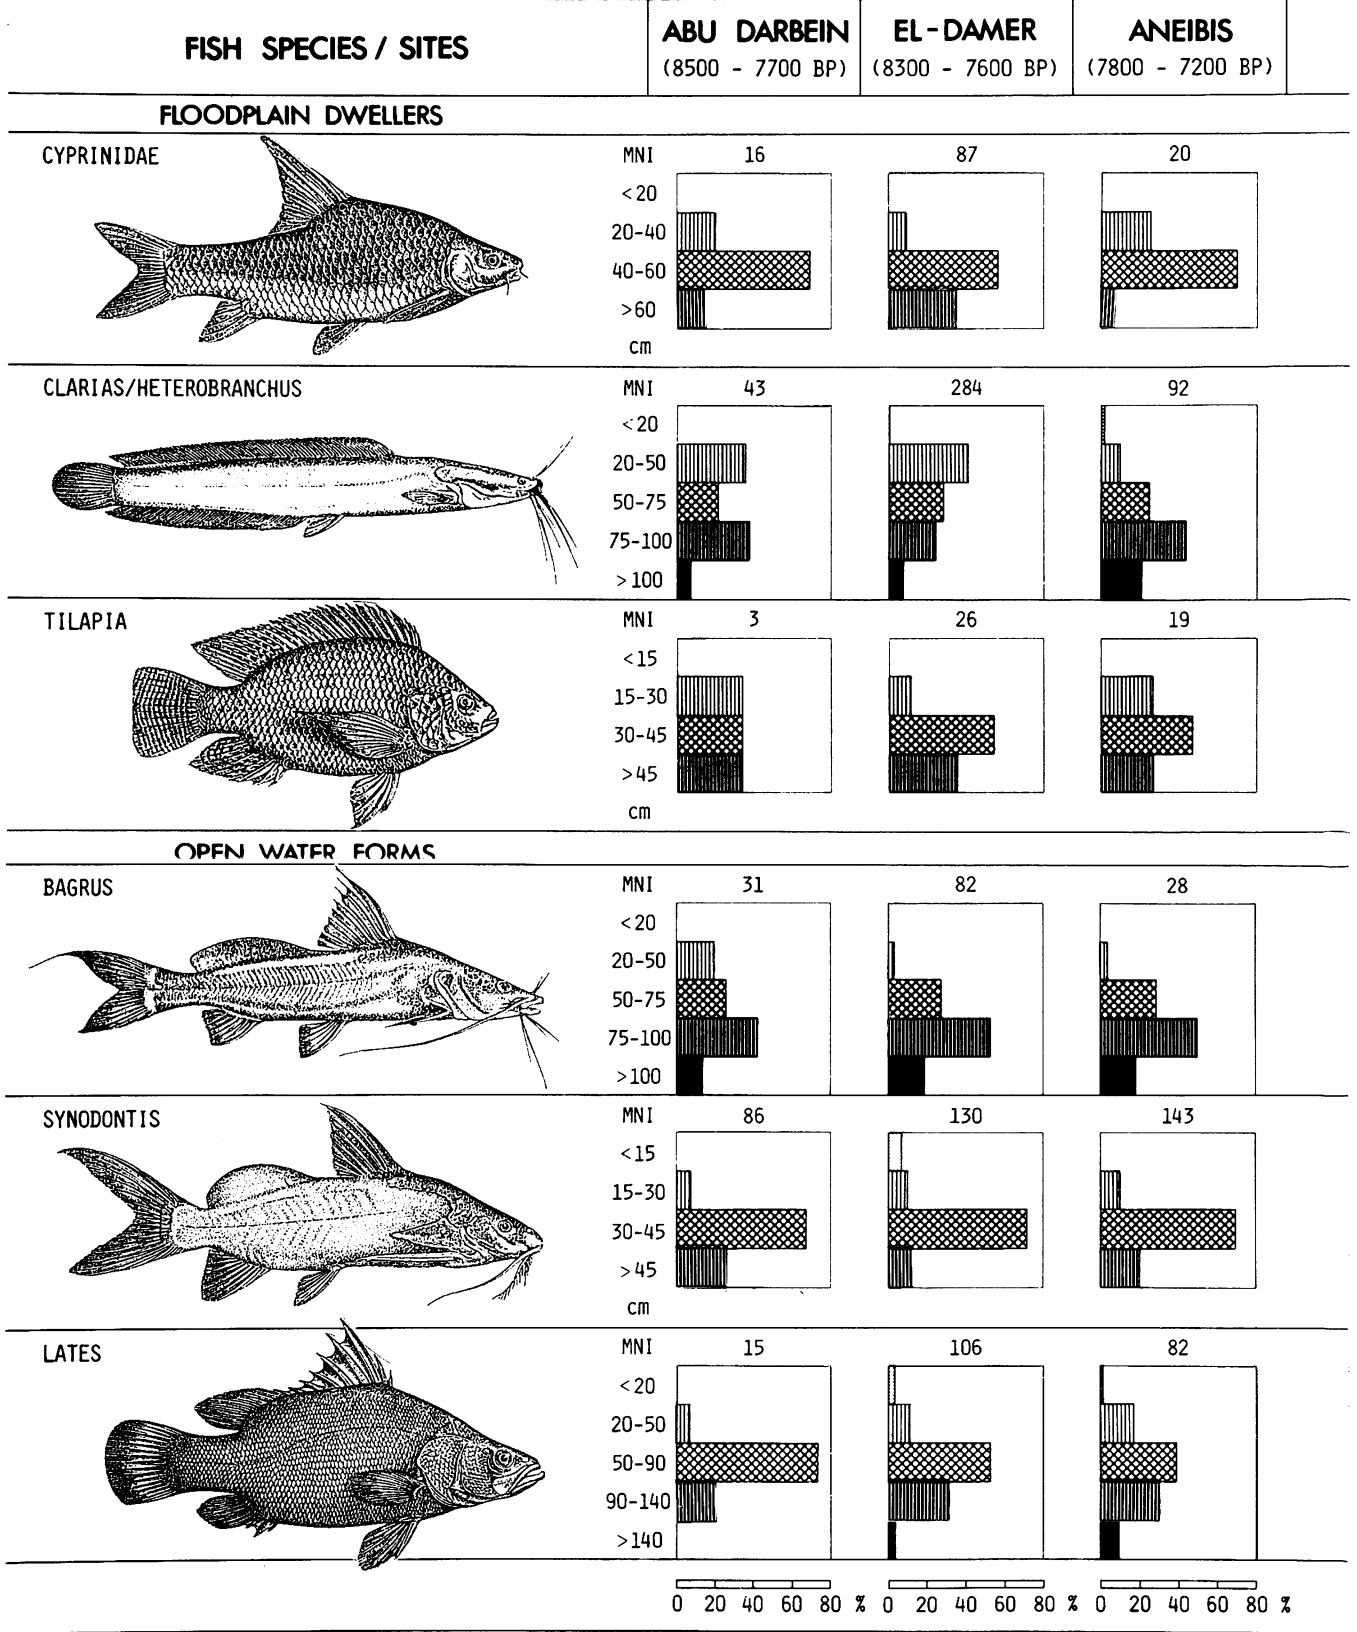 FISH SPECIES / SITES ABU DARBEIN EL-DAMER ANEIBIS
(8500 - 7700 BP) (8300 - 7600 BP) (7800 - 7200 BP)
FLOODPLAIN DWELLERS
CYPRINIDAE MNI 16 87 20
<20
20-40
40-60
>60
cm
CLARIAS/HETEROBRANCHUS MNI 43 284 92
<20
20-50
50-75
75-100
>100
TILAPIA MNI 3 26 19
<15
15-30
30-45
>45
cm
OPEN WATER FORMS
BAGRUS MNI 31 82 28
<20
20-50
50-75
75-100
>100
SYNODONTIS MNI 86 130 143
<15
15-30
30-45
>45
cm
LATES MNI 15 106 82
<20
20-50
50-90
90-140
>140
0 20 40 60 80 % 0 20 40 60 80 % 0 20 40 60 80 %